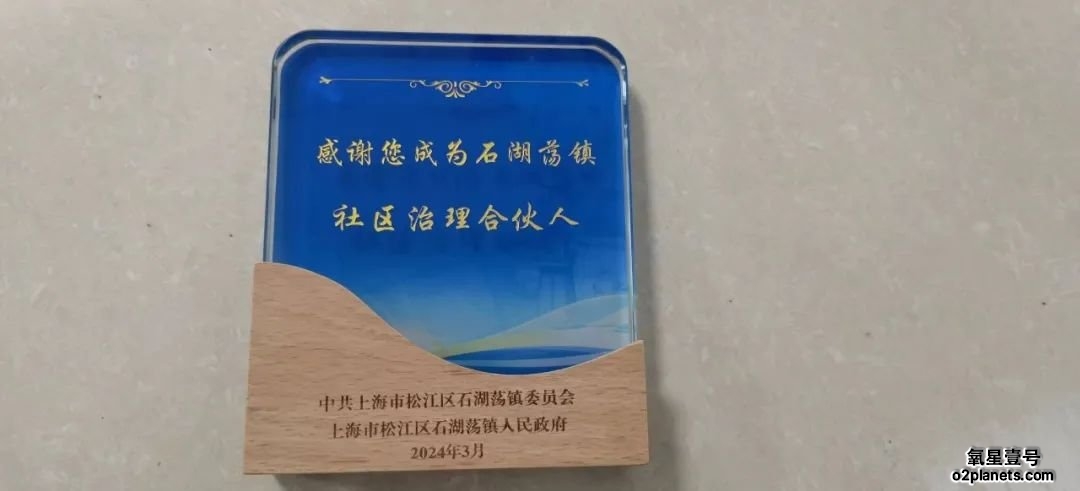 感谢您成为石湖荡镇
社区治理合伙人
中共上海市松江区石湖荡镇委员会
上海市松江区石湖荡镇人民政府
2024年3月
氧星壹号
o2planets.com